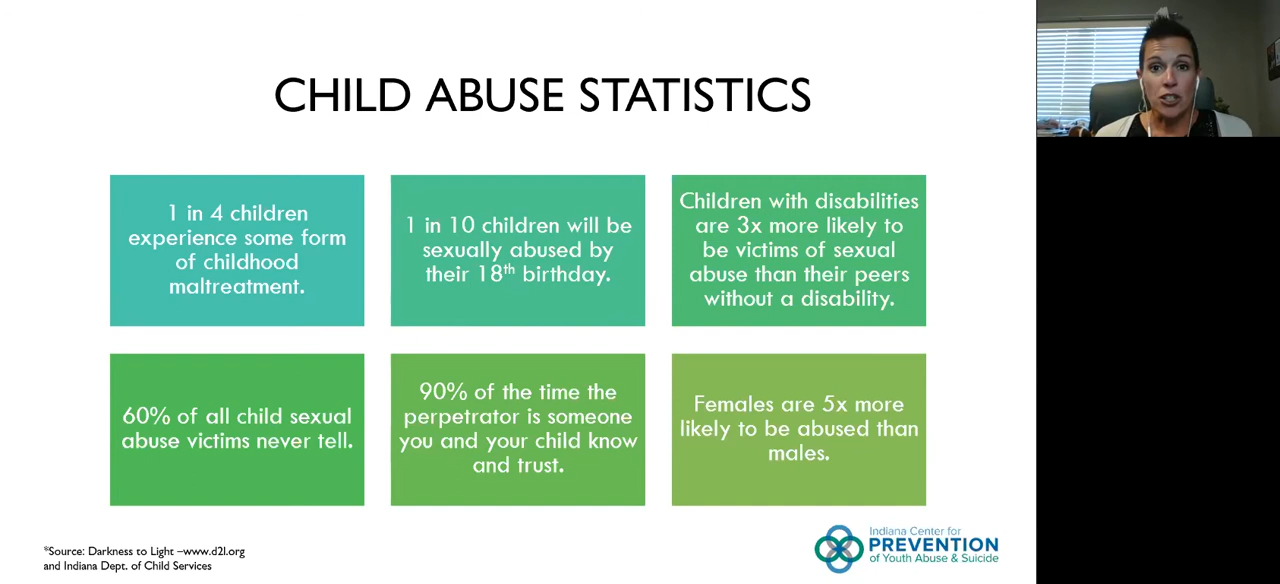 CHILD ABUSE STATISTICS
1 in 4 children
experience some form
of childhood
maltreatment.
1 in 10 children will be
sexually abused by
their 18th birthday.
Children with disabilities
are 3x more likely to
be victims of sexual
abuse than their peers
without a disability.
60% of all child sexual
abuse victims never tell.
90% of the time the
perpetrator is someone
you and your child know
and trust.
Females are 5x more
likely to be abused than
males.
*Source: Darkness to Light –www.d2l.org
and Indiana Dept. of Child Services
Indiana Center for
PREVENTION
of Youth Abuse & Suicide